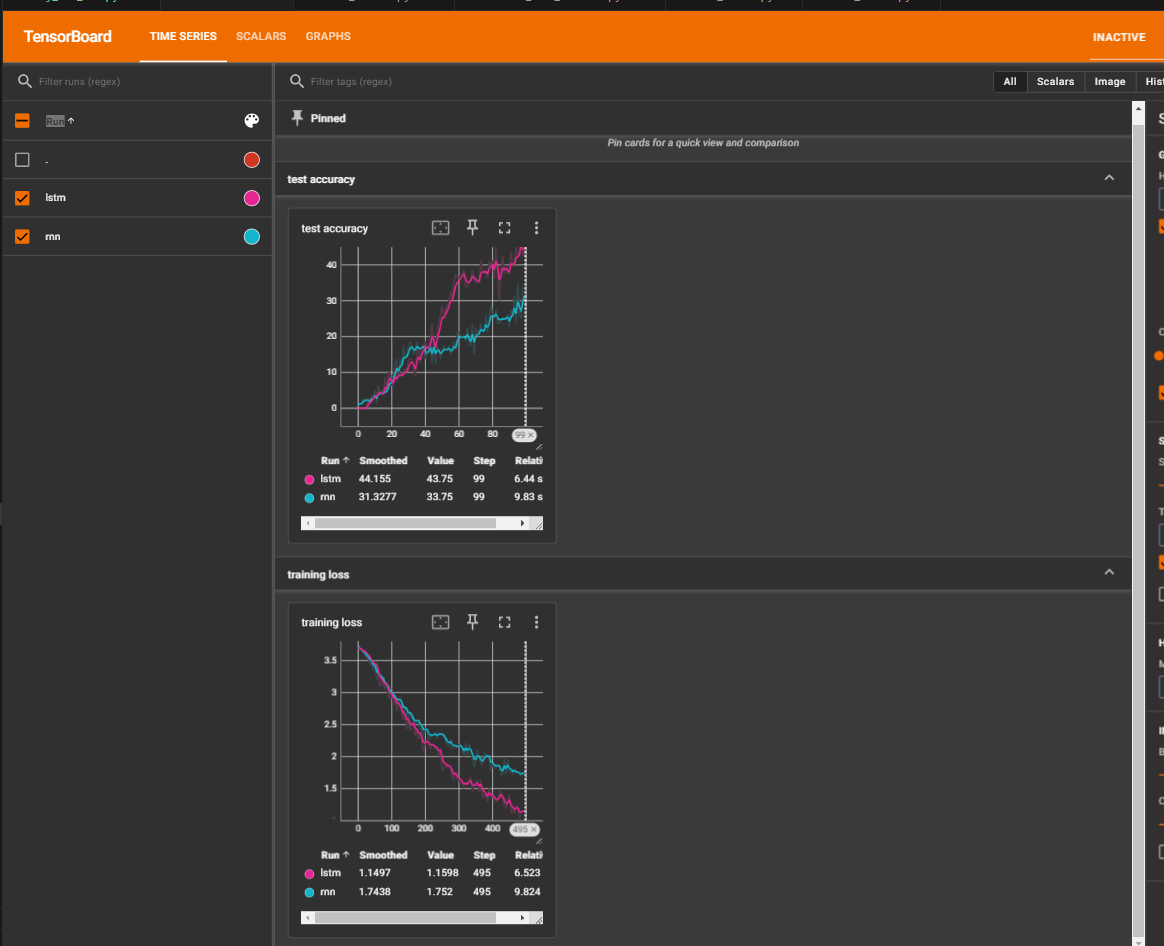 TensorBoard TIME SERIES SCALARS GRAPHS INACTIVE
Filter runs (regex)
Filter tags (regex) All Scalars Image Hist
Run ↑
.
lstm
rnn
Pinned
Pin cards for a quick view and comparison
test accuracy
test accuracy
40
30
20
10
0
0 20 40 60 80 99 ×
Run ↑ Smoothed Value Step Relati
lstm 44.155 43.75 99 6.44 s
rnn 31.3277 33.75 99 9.83 s
training loss
training loss
3.5
3
2.5
2
1.5
0 100 200 300 400 495 ×
Run ↑ Smoothed Value Step Relati
lstm 1.1497 1.1598 495 6.523
rnn 1.7438 1.752 495 9.824